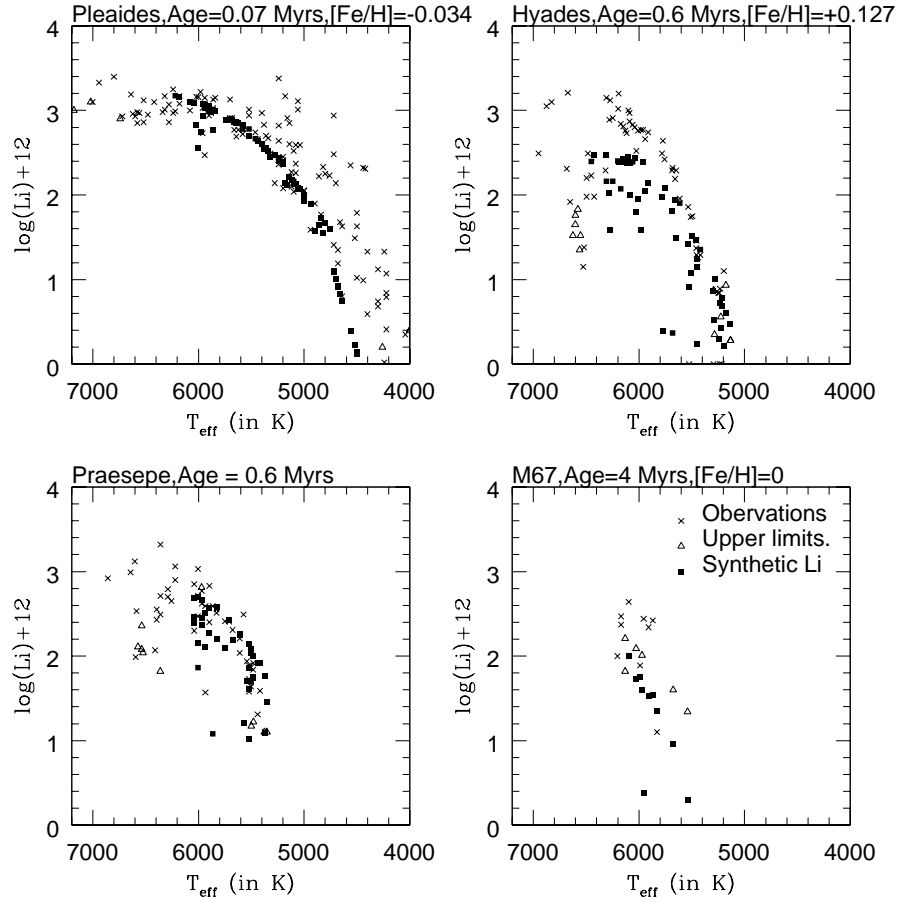 Pleaides,Age=0.07 Myrs,[Fe/H]=-0.034
4
3
2
1
0
log(Li)+12
7000 6000 5000 4000
Teff (in K)
Hyades,Age=0.6 Myrs,[Fe/H]=+0.127
4
3
2
1
0
log(Li)+12
7000 6000 5000 4000
Teff (in K)
Praesepe,Age = 0.6 Myrs
4
3
2
1
0
log(Li)+12
7000 6000 5000 4000
Teff (in K)
M67,Age=4 Myrs,[Fe/H]=0
Obervations
Upper limits.
Synthetic Li
4
3
2
1
0
log(Li)+12
7000 6000 5000 4000
Teff (in K)